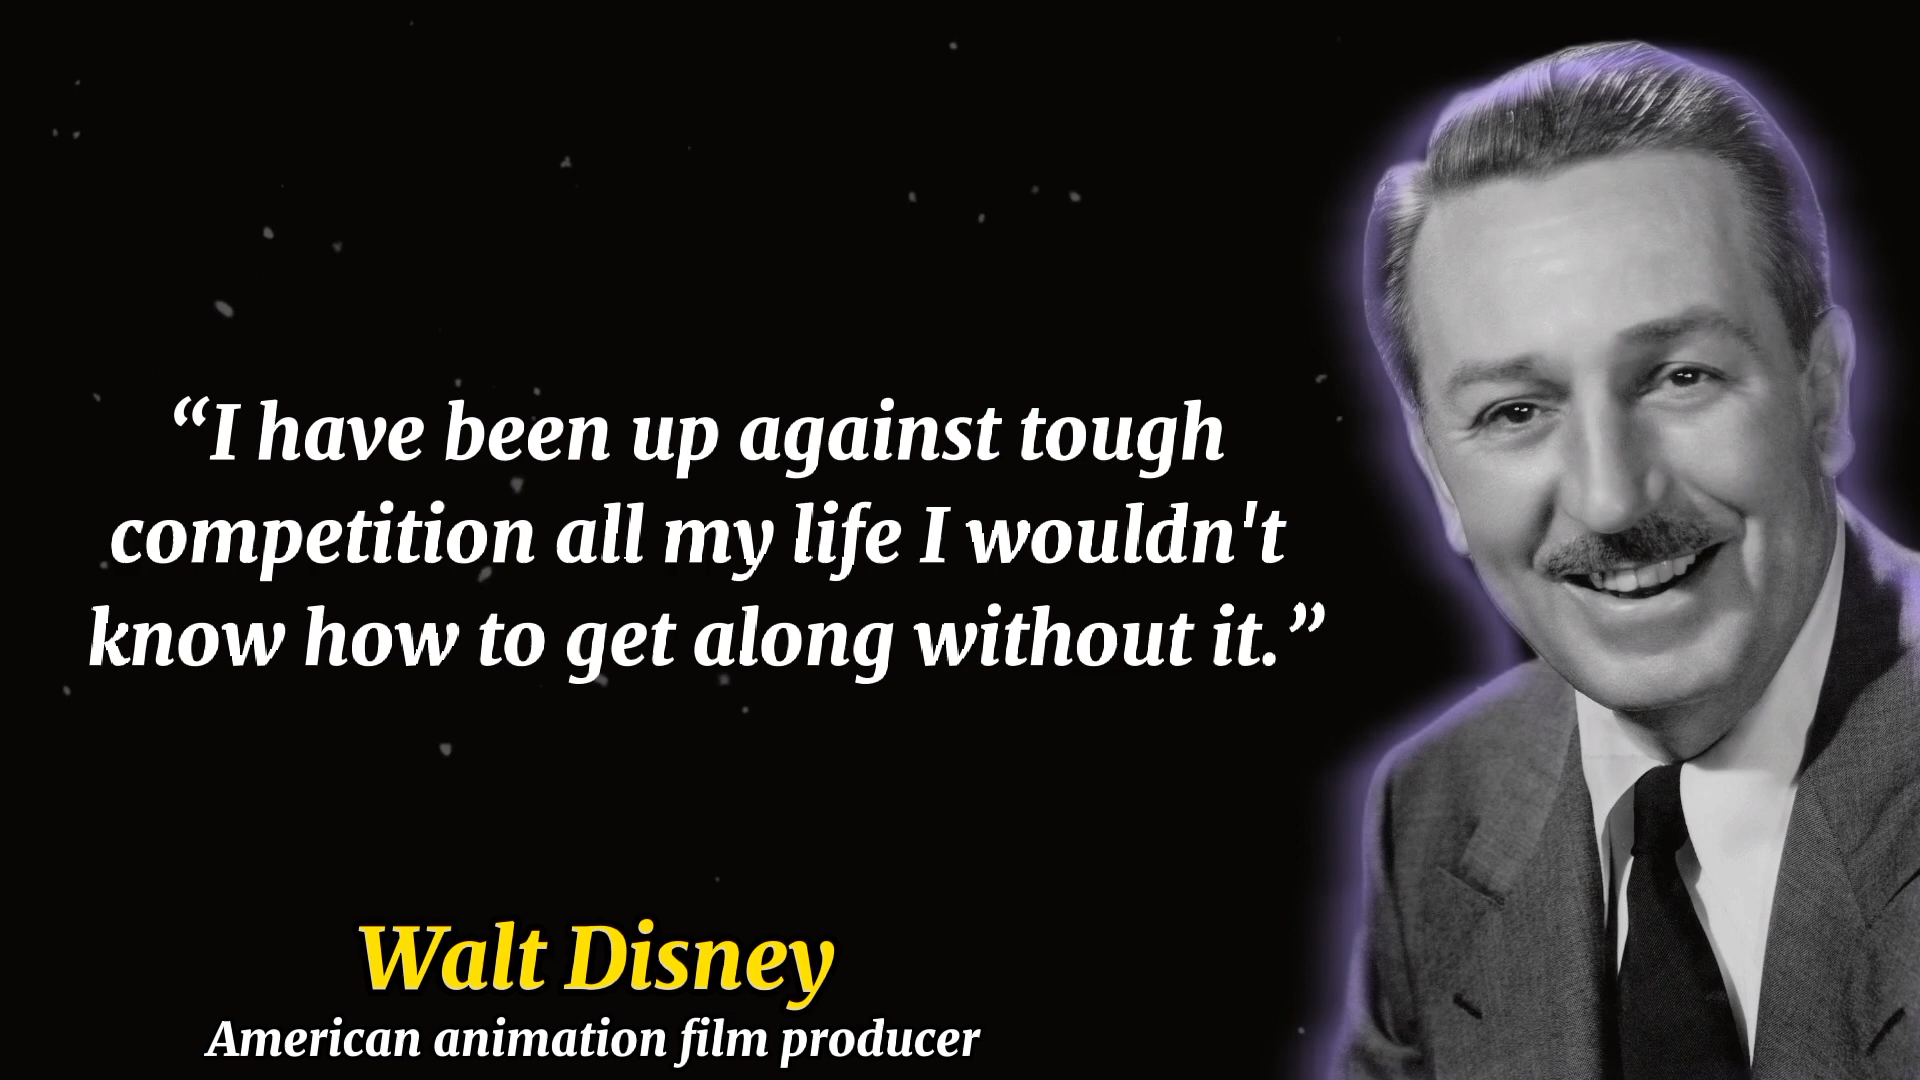 “I have been up against tough
competition all my life I wouldn't
know how to get along without it.”
Walt Disney
American animation film producer